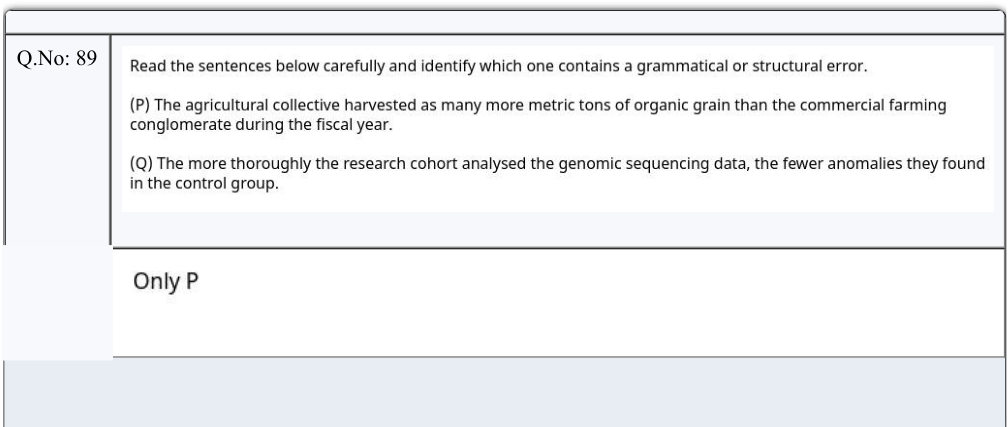 Q.No: 89
Read the sentences below carefully and identify which one contains a grammatical or structural error.
(P) The agricultural collective harvested as many more metric tons of organic grain than the commercial farming
conglomerate during the fiscal year.
(Q) The more thoroughly the research cohort analysed the genomic sequencing data, the fewer anomalies they found
in the control group.
Only P